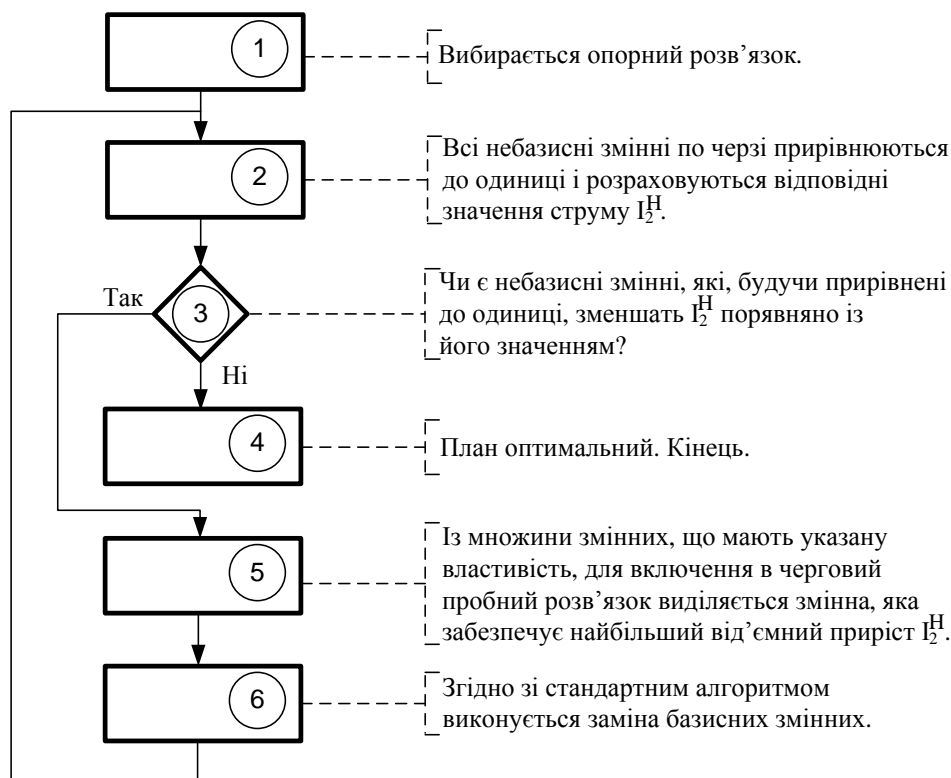 1
Вибирається опорний розв’язок.
2
Всі небазисні змінні по черзі прирівнюються
до одиниці і розраховуються відповідні
значення струму I₂ᴴ.
Так
3
Чи є небазисні змінні, які, будучи прирівнені
до одиниці, зменшать I₂ᴴ порявняно із
його значенням?
Ні
4
План оптимальний. Кінець.
5
Із множини змінних, що мають указану
властивість, для включення в черговий
пробний розв’язок виділяється змінна, яка
забезпечує найбільший від’ємний приріст I₂ᴴ.
6
Згідно зі стандартним алгоритмом
виконується заміна базисних змінних.